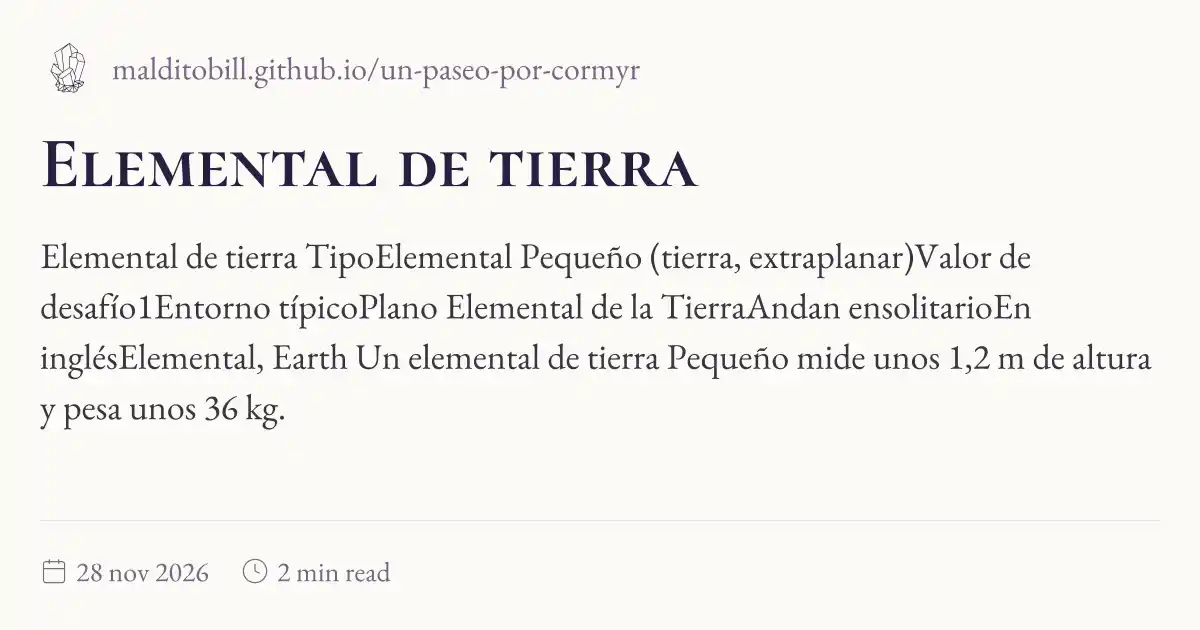 malditobill.github.io/un-paseo-por-cormyr
Elemental de tierra
Elemental de tierra TipoElemental Pequeño (tierra, extraplanar)Valor de
desafío1Entorno típicoPlano Elemental de la TierraAndan ensolitarioEn
inglésElemental, Earth Un elemental de tierra Pequeño mide unos 1,2 m de altura
y pesa unos 36 kg.
28 nov 2026 2 min read